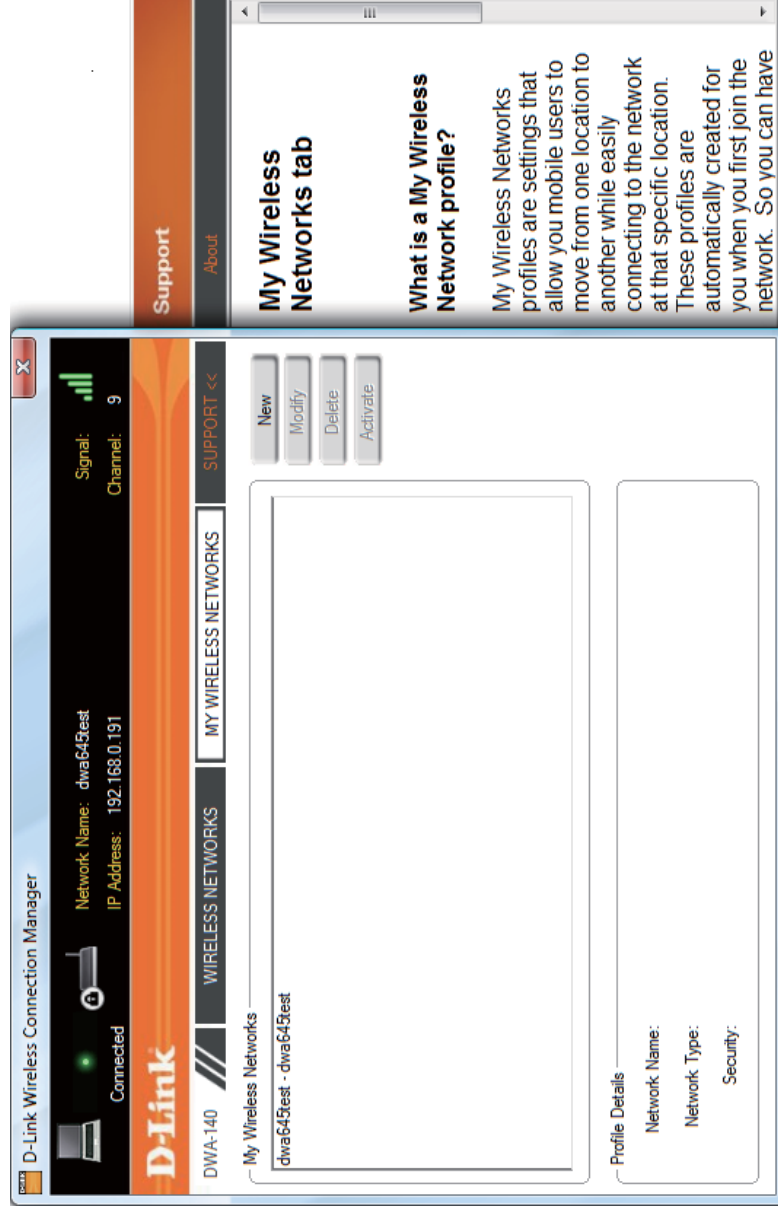 D-Link Wireless Connection Manager
Connected
Network Name: dwa645test
IP Address: 192.168.0.191
Signal:
Channel: 9
D-Link
DWA-140
WIRELESS NETWORKS
MY WIRELESS NETWORKS
SUPPORT <<
My Wireless Networks
dwa645test - dwa645test
New
Modify
Delete
Activate
Profile Details
Network Name:
Network Type:
Security:
Support
About
My Wireless
Networks tab
What is a My Wireless
Network profile?
My Wireless Networks
profiles are settings that
allow you mobile users to
move from one location to
another while easily
connecting to the network
at that specific location.
These profiles are
automatically created for
you when you first join the
network. So you can have